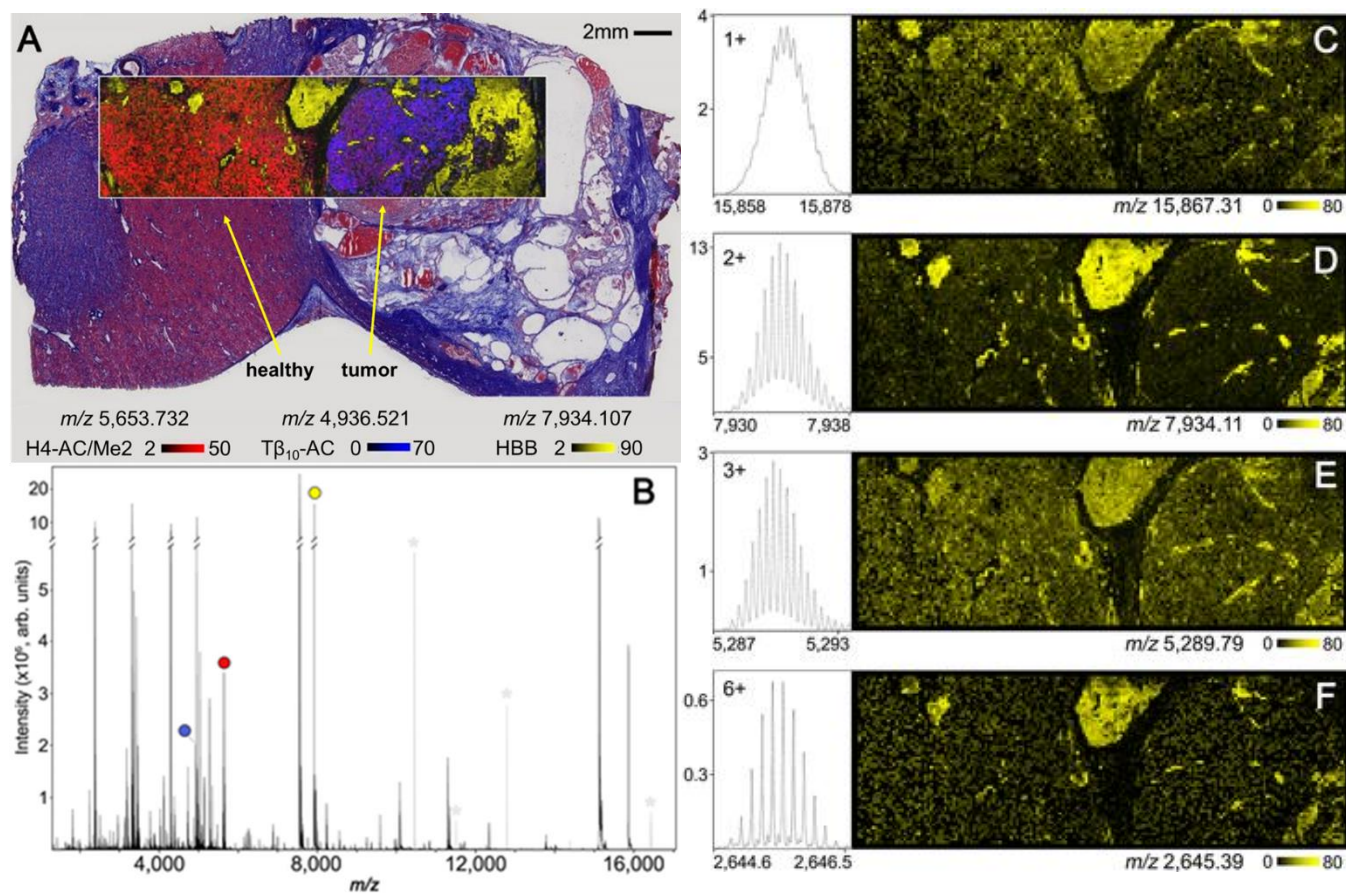 A
2mm
healthy tumor
m/z 5,653.732 m/z 4,936.521 m/z 7,934.107
H4-AC/Me2 2 50 Tβ₁₀-AC 0 70 HBB 2 90
B
Intensity (x10⁶, arb. units)
20
10
5
4
3
2
1
4,000 8,000 12,000 16,000
m/z
C
1+
4
2
15,858 15,878
m/z 15,867.31 0 80
D
2+
13
5
7,930 7,938
m/z 7,934.11 0 80
E
3+
3
1
5,287 5,293
m/z 5,289.79 0 80
F
6+
0.6
0.3
2,644.6 2,646.5
m/z 2,645.39 0 80